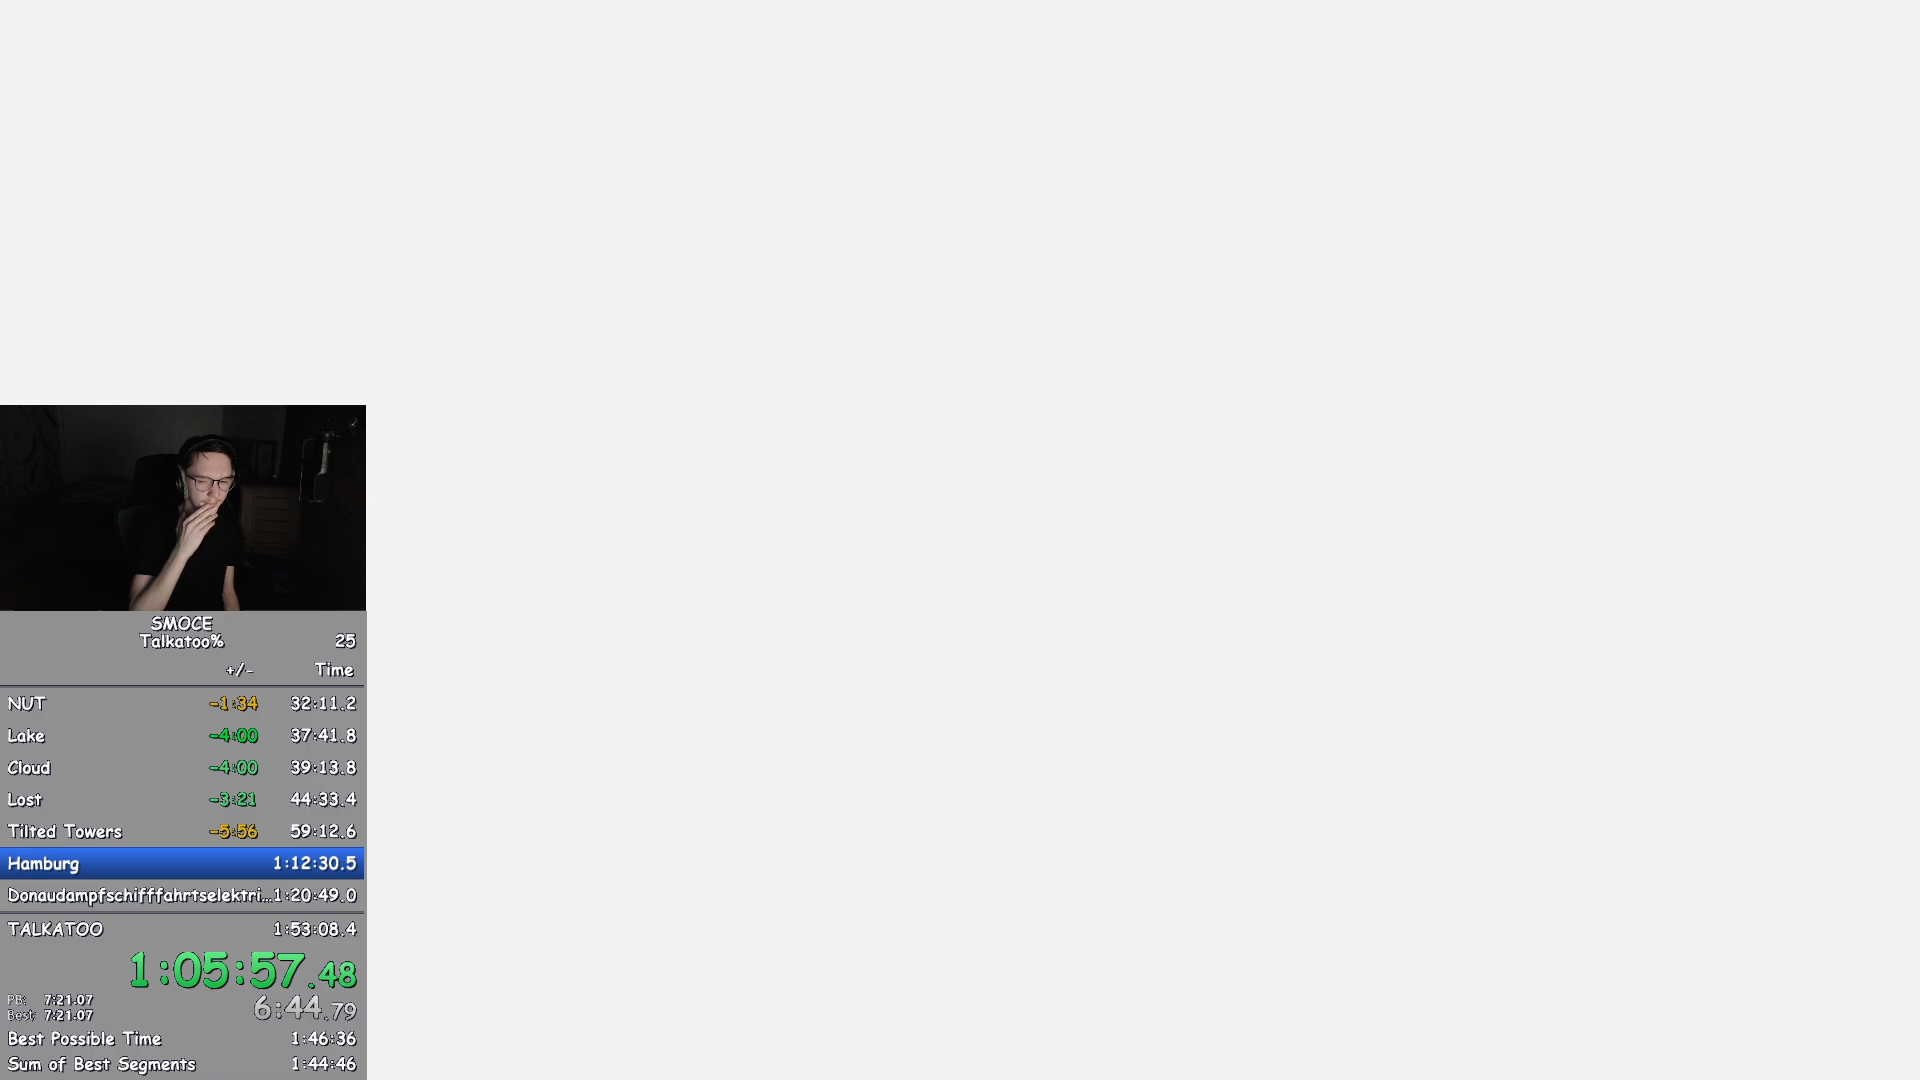 SMOCE
Talkatoo% 25
+/- Time
NUT -1:34 32:11.2
Lake -4:00 37:41.8
Cloud -4:00 39:13.8
Lost -3:21 44:33.4
Tilted Towers -5:56 59:12.6
Hamburg 1:12:30.5
Donaudampfschifffahrtselektri... 1:20:49.0
TALKATOO 1:53:08.4
1:05:57.48
PB: 7:21.07
6:44.79
Best: 7:21.07
Best Possible Time 1:46:36
Sum of Best Segments 1:44:46